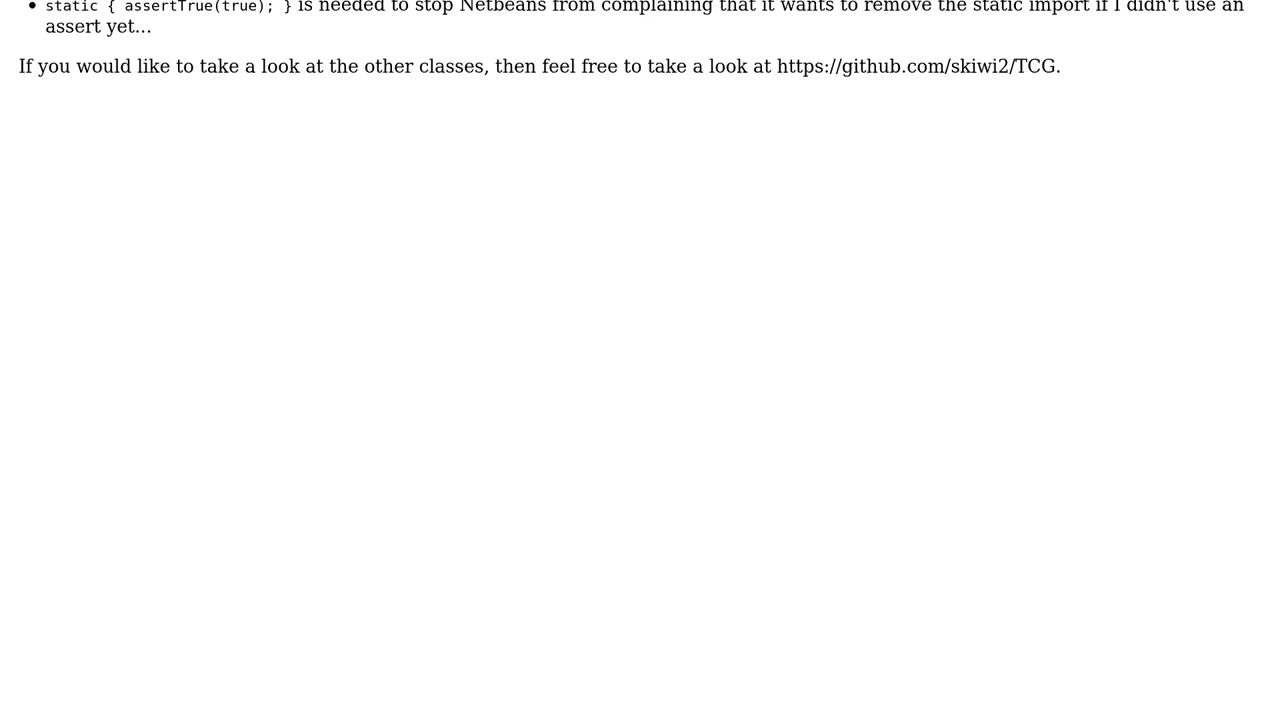 • static { assertTrue(true); } is needed to stop Netbeans from complaining that it wants to remove the static import if I didn't use an
assert yet...
If you would like to take a look at the other classes, then feel free to take a look at https://github.com/skiwi2/TCG.